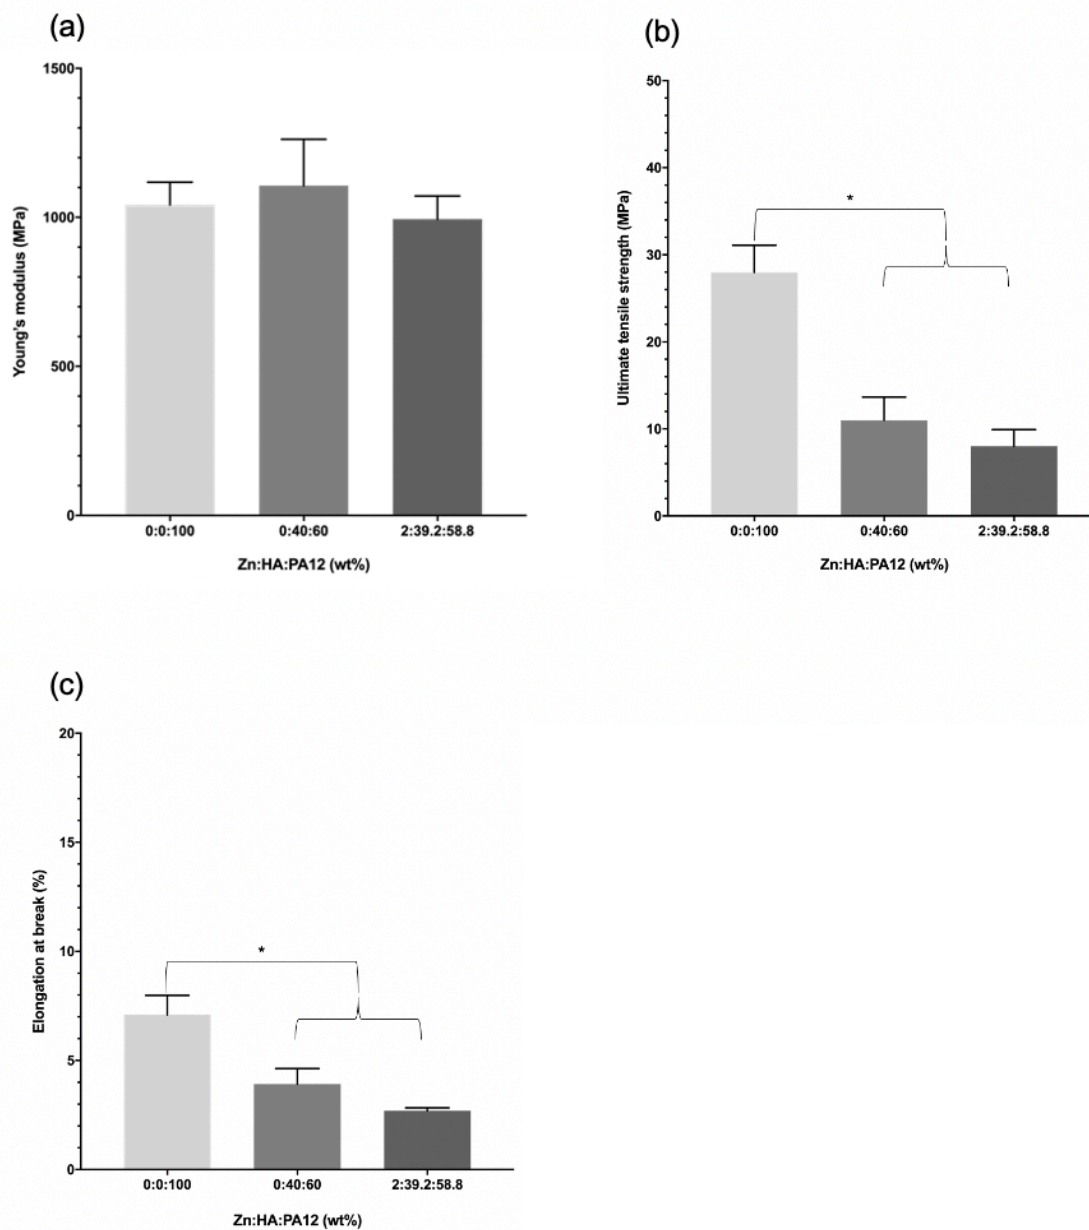 (a)
1500
1000
500
0
Young's modulus (MPa)
0:0:100 0:40:60 2:39.2:58.8
Zn:HA:PA12 (wt%)
(b)
50
40
30
20
10
0
Ultimate tensile strength (MPa)
*
0:0:100 0:40:60 2:39.2:58.8
Zn:HA:PA12 (wt%)
(c)
20
15
10
5
0
Elongation at break (%)
*
0:0:100 0:40:60 2:39.2:58.8
Zn:HA:PA12 (wt%)